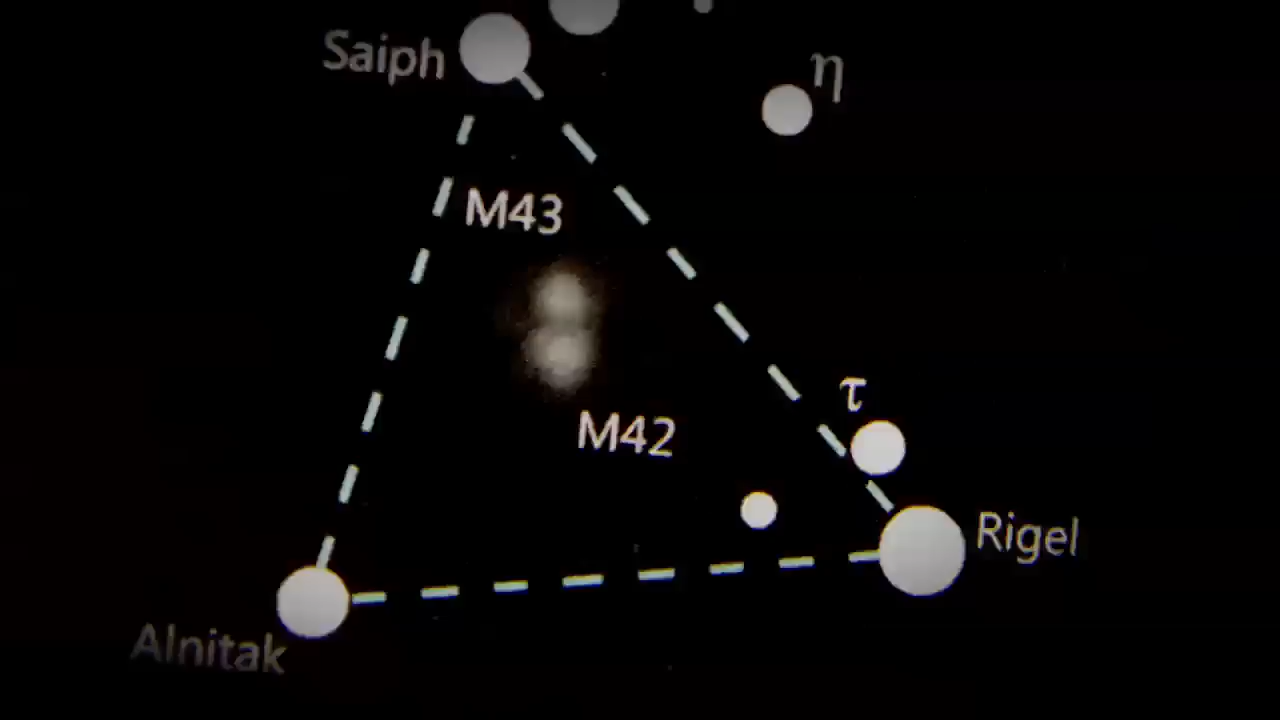 Saiph
η
M43
τ
M42
Rigel
Alnitak